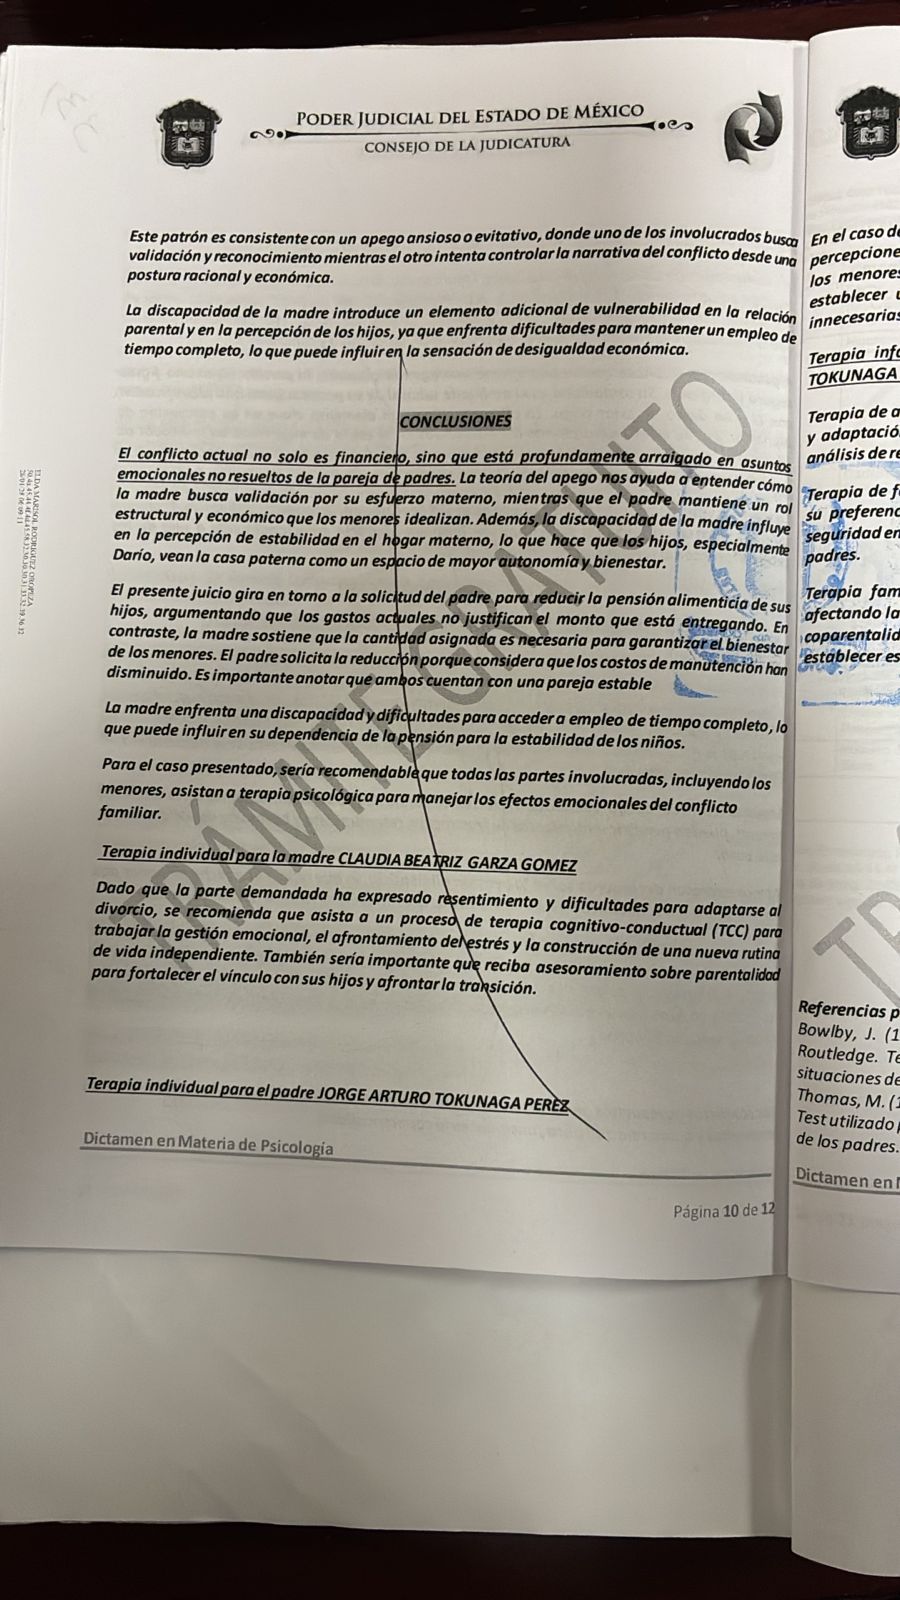 PODER JUDICIAL DEL ESTADO DE MÉXICO
CONSEJO DE LA JUDICATURA
Este patrón es consistente con un apego ansioso o evitativo, donde uno de los involucrados busca
validación y reconocimiento mientras el otro intenta controlar la narrativa del conflicto desde una
postura racional y económica.
La discapacidad de la madre introduce un elemento adicional de vulnerabilidad en la relación
parental y en la percepción de los hijos, ya que enfrenta dificultades para mantener un empleo de
tiempo completo, lo que puede influir en la sensación de desigualdad económica.
CONCLUSIONES
El conflicto actual no solo es financiero, sino que está profundamente arraigado en asuntos
emocionales no resueltos de la pareja de padres. La teoría del apego nos ayuda a entender cómo
la madre busca validación por su esfuerzo materno, mientras que el padre mantiene un rol
estructural y económico que los menores idealizan. Además, la discapacidad de la madre influye
en la percepción de estabilidad en el hogar materno, lo que hace que los hijos, especialmente
Darío, vean la casa paterna como un espacio de mayor autonomía y bienestar.
El presente juicio gira en torno a la solicitud del padre para reducir la pensión alimenticia de sus
hijos, argumentando que los gastos actuales no justifican el monto que está entregando. En
contraste, la madre sostiene que la cantidad asignada es necesaria para garantizar el bienestar
de los menores. El padre solicita la reducción porque considera que los costos de manutención han
disminuido. Es importante anotar que ambos cuentan con una pareja estable
La madre enfrenta una discapacidad y dificultades para acceder a empleo de tiempo completo, lo
que puede influir en su dependencia de la pensión para la estabilidad de los niños.
Para el caso presentado, sería recomendable que todas las partes involucradas, incluyendo los
menores, asistan a terapia psicológica para manejar los efectos emocionales del conflicto
familiar.
Terapia individual para la madre CLAUDIA BEATRIZ GARZA GOMEZ
Dado que la parte demandada ha expresado resentimiento y dificultades para adaptarse al
divorcio, se recomienda que asista a un proceso de terapia cognitivo-conductual (TCC) para
trabajar la gestión emocional, el afrontamiento del estrés y la construcción de una nueva rutina
de vida independiente. También sería importante que reciba asesoramiento sobre parentalidad
para fortalecer el vínculo con sus hijos y afrontar la transición.
Terapia individual para el padre JORGE ARTURO TOKUNAGA PEREZ
Dictamen en Materia de Psicología
Página 10 de 12
TRÁMITE GRATUITO
ELDA MARISOL RODRIGUEZ OROPEZA
En el caso d
percepcione
los menores
establecer
innecesarias
Terapia inf
TOKUNAGA
Terapia de a
y adaptació
análisis de re
Terapia de f
su preferenc
seguridad en
padres.
Terapia fam
afectando la
coparentalid
establecer es
Referencias p
Bowlby, J. (1
Routledge. Te
situaciones de
Thomas, M. (1
Test utilizado
de los padres.
Dictamen en